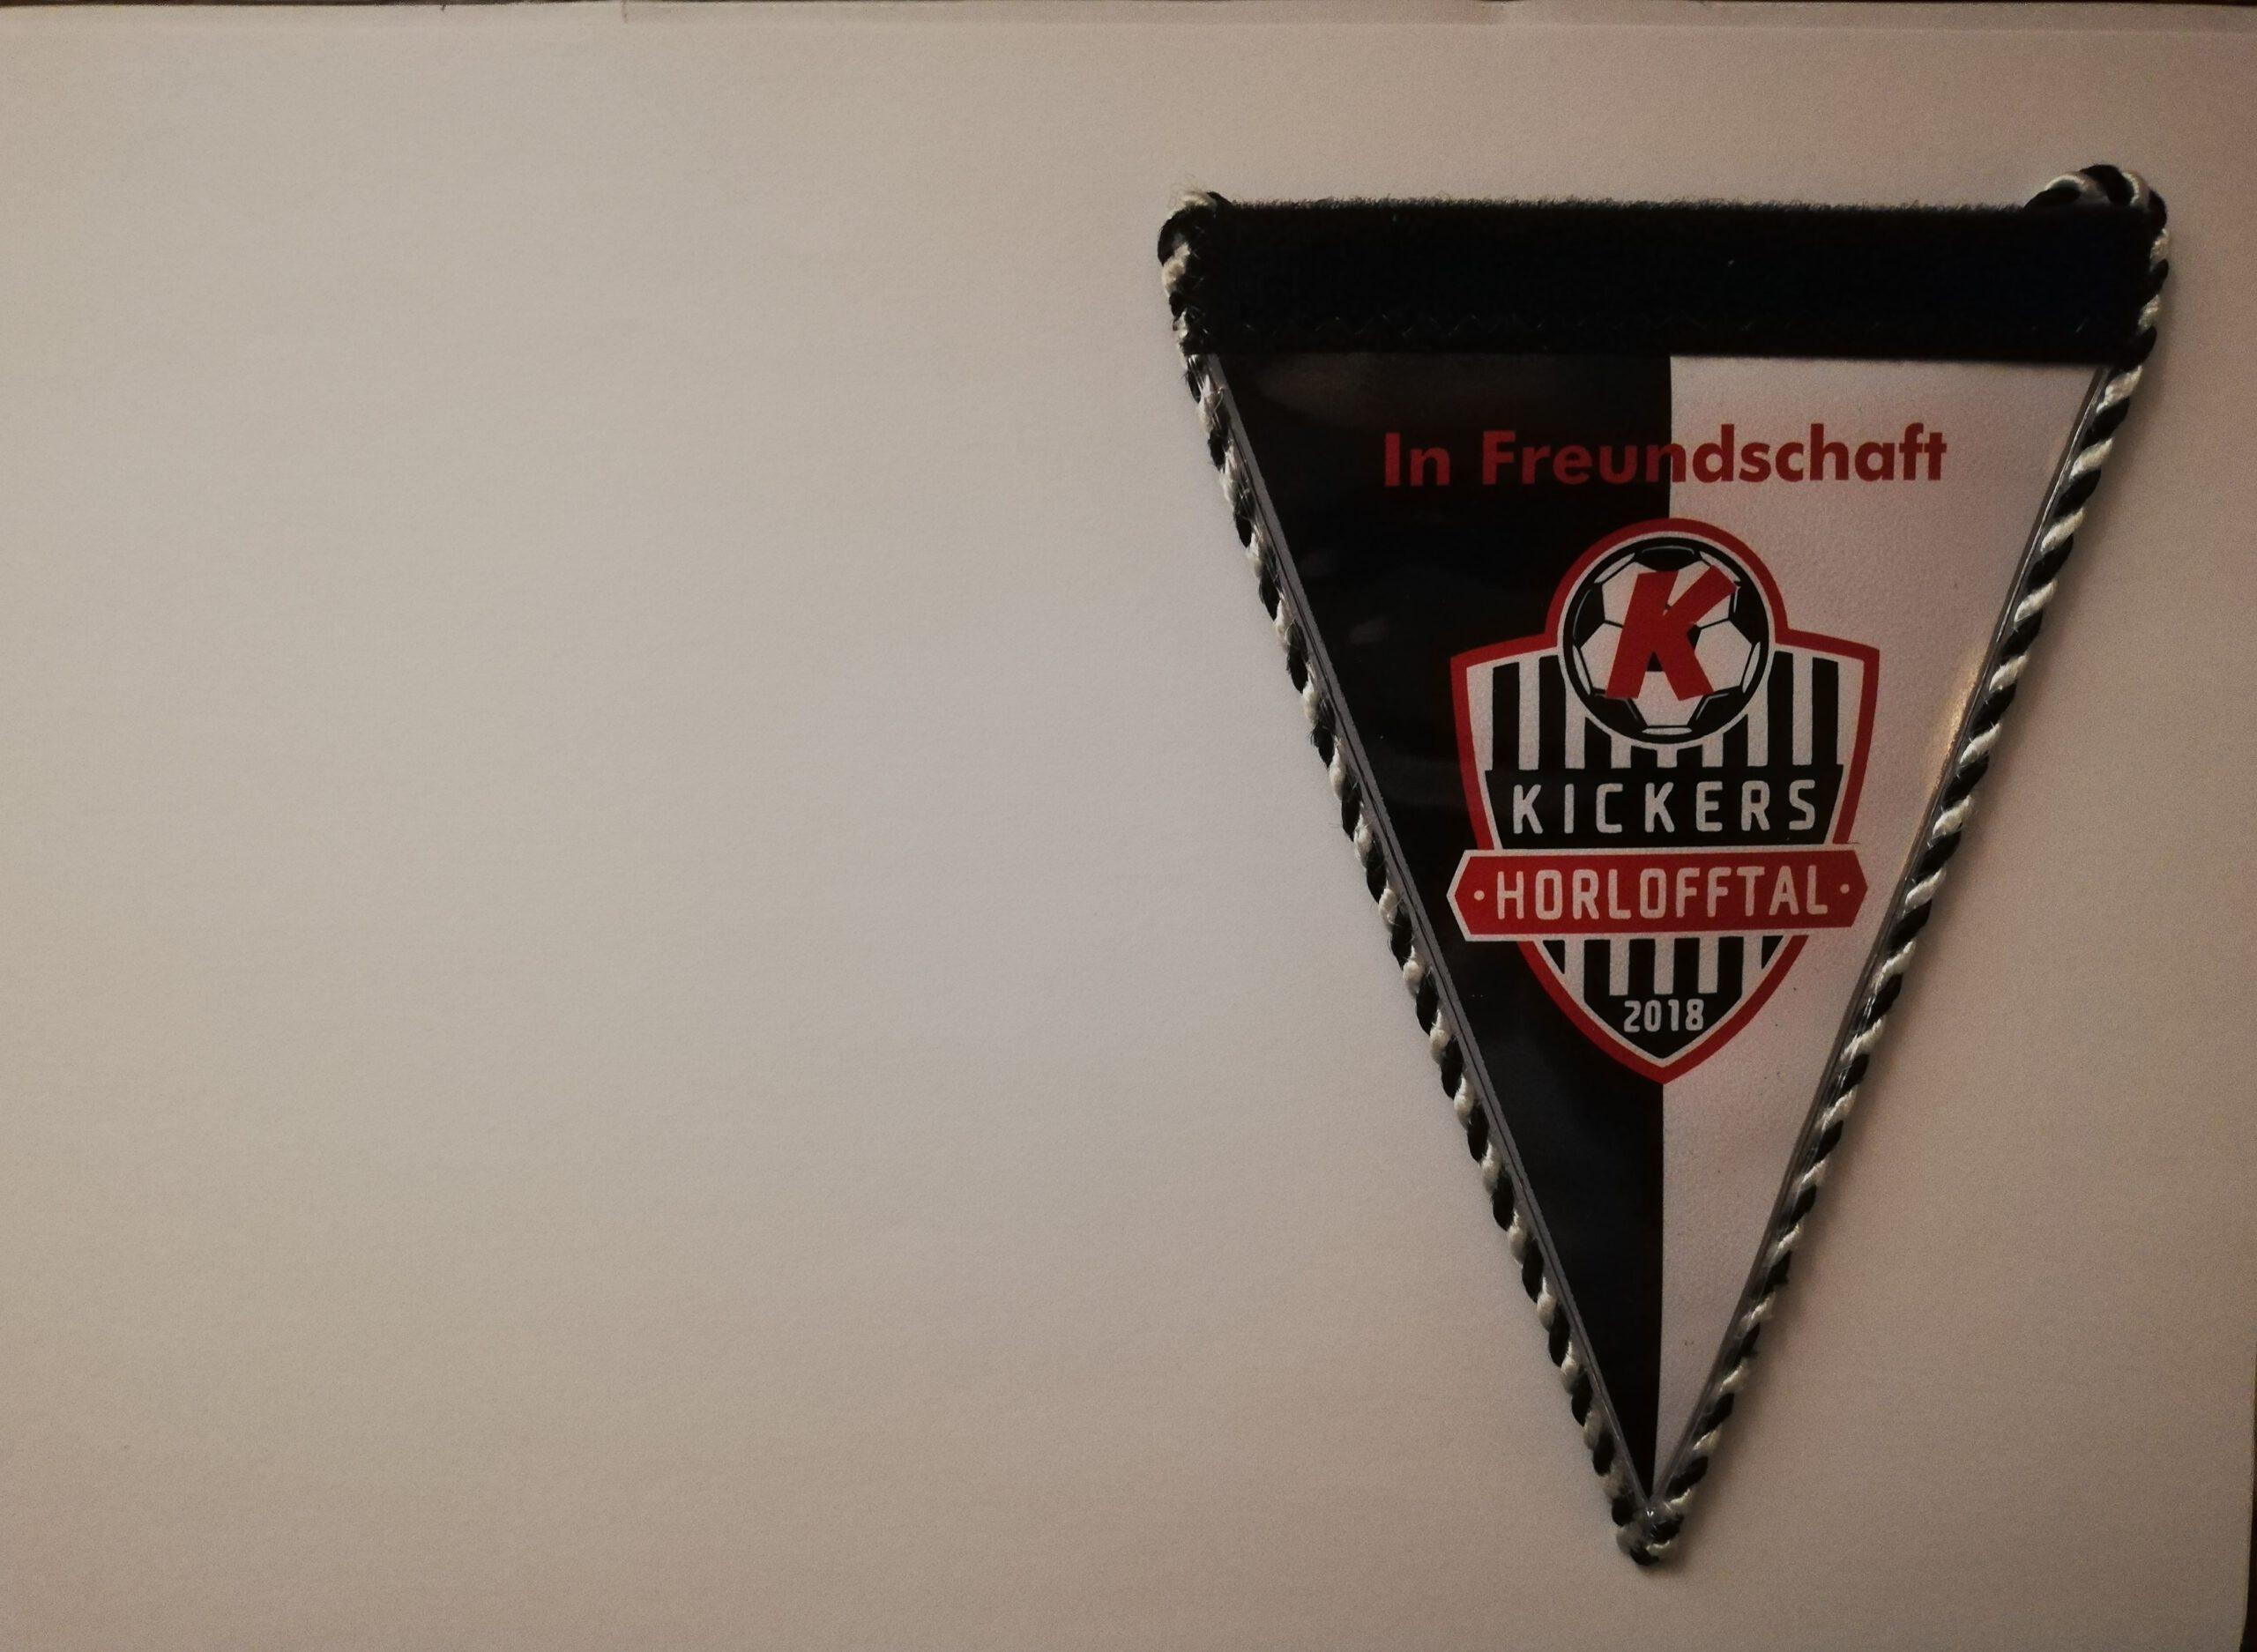 In Freundschaft
K
KICKERS
·HORLOFFTAL·
2018